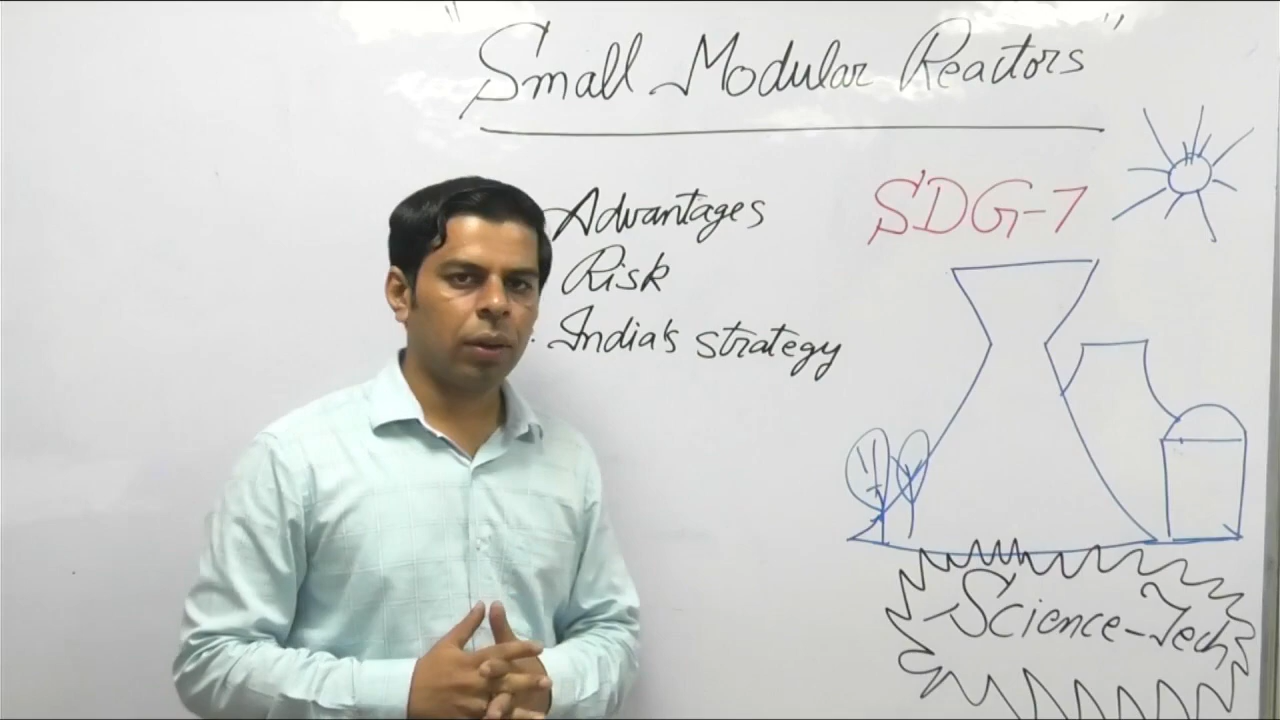 "Small Modular Reactors"
Advantages
SDG-7
Risk
India's strategy
Science-Tech